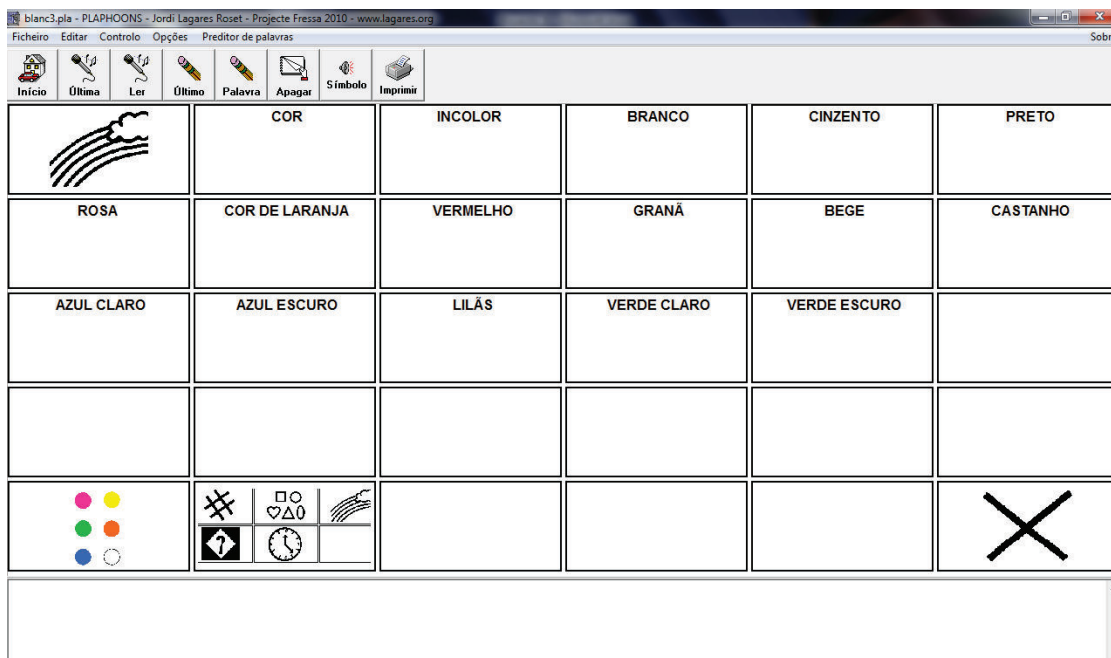 blanc3.pla - PLAPHOONS - Jordi Lagares Roset - Projecte Fressa 2010 - www.lagares.org
Ficheiro Editar Controlo Opções Preditor de palavras Sobr
Início Última Ler Último Palavra Apagar Símbolo Imprimir
COR INCOLOR BRANCO CINZENTO PRETO
ROSA COR DE LARANJA VERMELHO GRANÃ BEGE CASTANHO
AZUL CLARO AZUL ESCURO LILÃS VERDE CLARO VERDE ESCURO
?